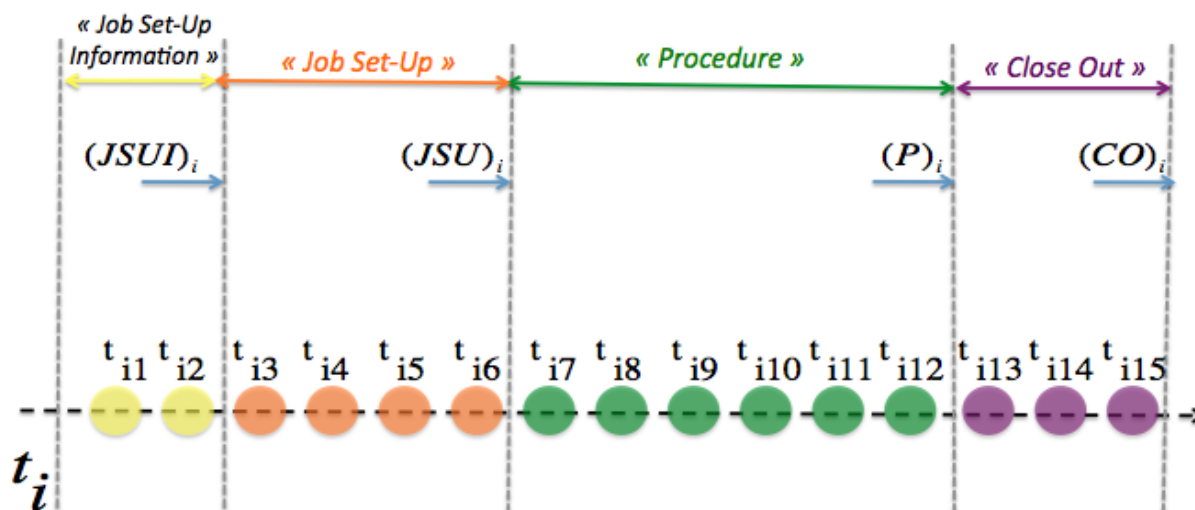 « Job Set-Up
Information »
« Job Set-Up »
« Procedure »
« Close Out »
(JSUI)i
(JSU)i
(P)i
(CO)i
t i1
t i2
t i3
t i4
t i5
t i6
t i7
t i8
t i9
t i10
t i11
t i12
t i13
t i14
t i15
t i